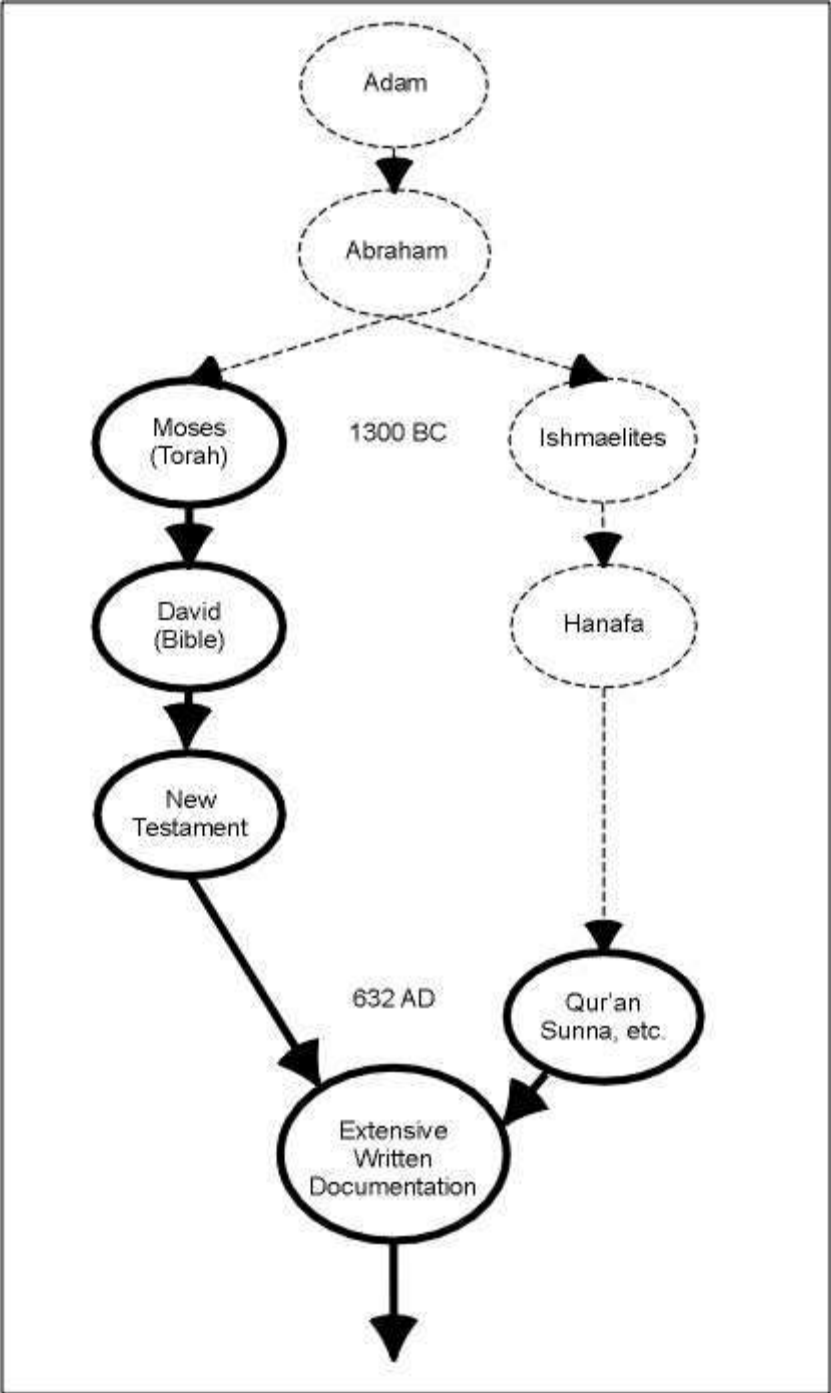 Adam
Abraham
Moses
(Torah)
1300 BC
Ishmaelites
David
(Bible)
Hanafa
New
Testament
632 AD
Qur'an
Sunna, etc.
Extensive
Written
Documentation